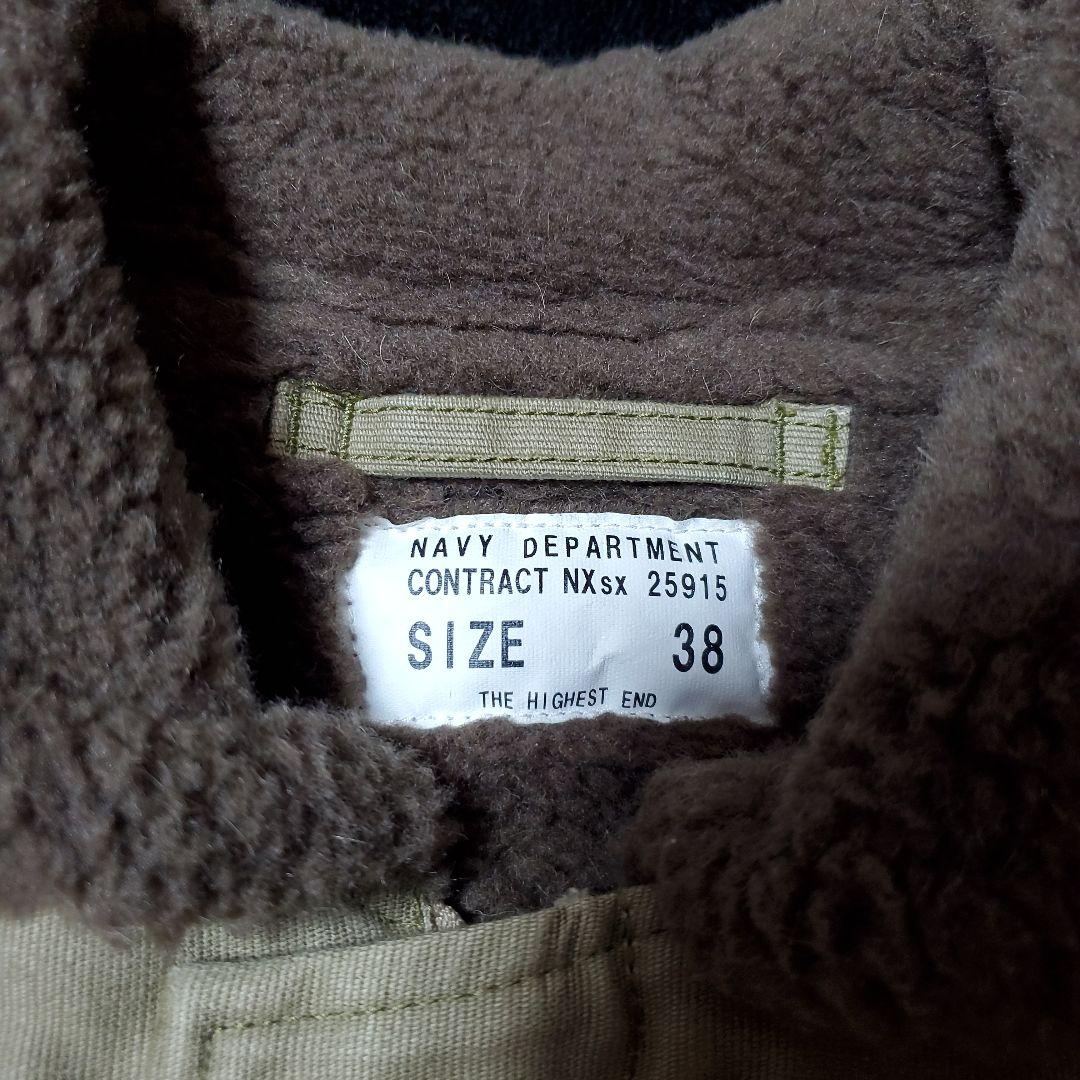 NAVY DEPARTMENT
CONTRACT NXsx 25915
SIZE 38
THE HIGHEST END